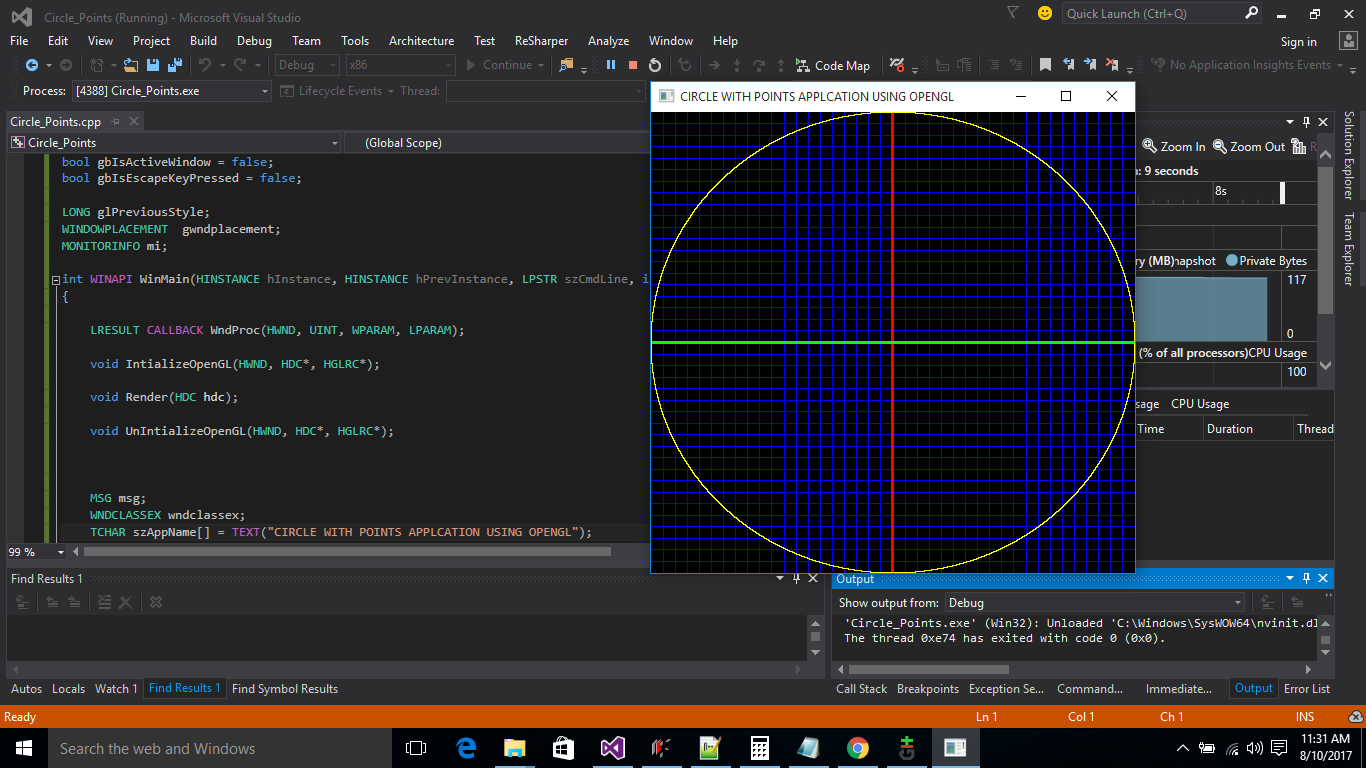 Circle_Points (Running) - Microsoft Visual Studio
Quick Launch (Ctrl+Q)
File Edit View Project Build Debug Team Tools Architecture Test ReSharper Analyze Window Help
Sign in
Debug x86 Continue Code Map No Application Insights Events
Process: [4388] Circle_Points.exe Lifecycle Events Thread:
CIRCLE WITH POINTS APPLCATION USING OPENGL
Circle_Points.cpp
Circle_Points (Global Scope)
bool gbIsActiveWindow = false;
bool gbIsEscapeKeyPressed = false;
LONG glPreviousStyle;
WINDOWPLACEMENT gwndplacement;
MONITORINFO mi;
int WINAPI WinMain(HINSTANCE hInstance, HINSTANCE hPrevInstance, LPSTR szCmdLine, i
{
LRESULT CALLBACK WndProc(HWND, UINT, WPARAM, LPARAM);
void IntializeOpenGL(HWND, HDC*, HGLRC*);
void Render(HDC hdc);
void UnIntializeOpenGL(HWND, HDC*, HGLRC*);
MSG msg;
WNDCLASSEX wndclassex;
TCHAR szAppName[] = TEXT("CIRCLE WITH POINTS APPLCATION USING OPENGL");
99 %
Zoom In Zoom Out R
n: 9 seconds
8s
ry (MB) napshot Private Bytes
117
0
(% of all processors) CPU Usage
100
sage CPU Usage
Time Duration Thread
Solution Explorer
Team Explorer
Find Results 1
Output
Show output from: Debug
'Circle_Points.exe' (Win32): Unloaded 'C:\Windows\SysWOW64\nvinit.dl
The thread 0xe74 has exited with code 0 (0x0).
Autos Locals Watch 1 Find Results 1 Find Symbol Results
Call Stack Breakpoints Exception Se... Command... Immediate... Output Error List
Ready
Ln 1 Col 1 Ch 1 INS
Search the web and Windows
11:31 AM
8/10/2017